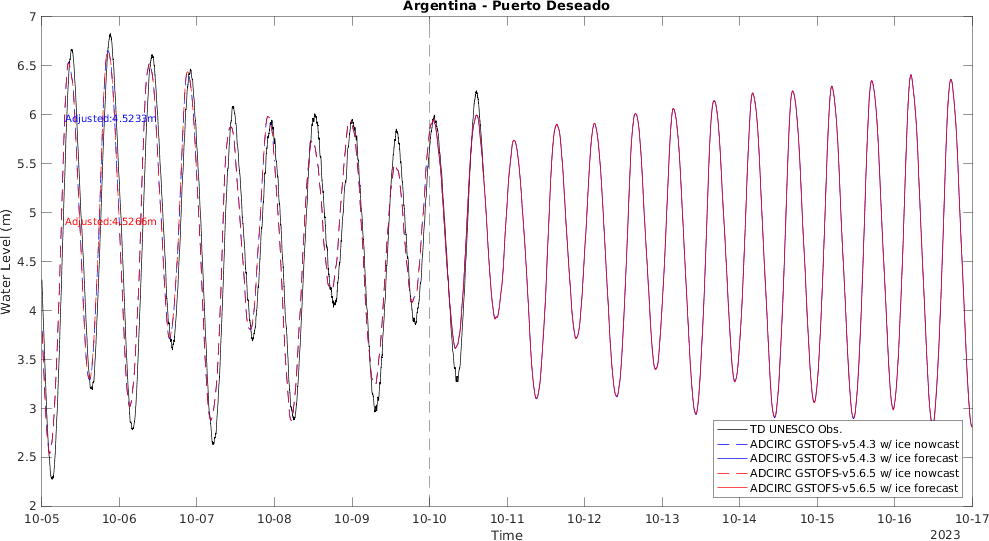 Argentina - Puerto Deseado
Water Level (m)
7
6.5
6
5.5
5
4.5
4
3.5
3
2.5
2
Adjusted:4.5233m
Adjusted:4.5266m
TD UNESCO Obs.
ADCIRC GSTOFS-v5.4.3 w/ ice nowcast
ADCIRC GSTOFS-v5.4.3 w/ ice forecast
ADCIRC GSTOFS-v5.6.5 w/ ice nowcast
ADCIRC GSTOFS-v5.6.5 w/ ice forecast
10-05 10-06 10-07 10-08 10-09 10-10 10-11 10-12 10-13 10-14 10-15 10-16 10-17
Time
2023